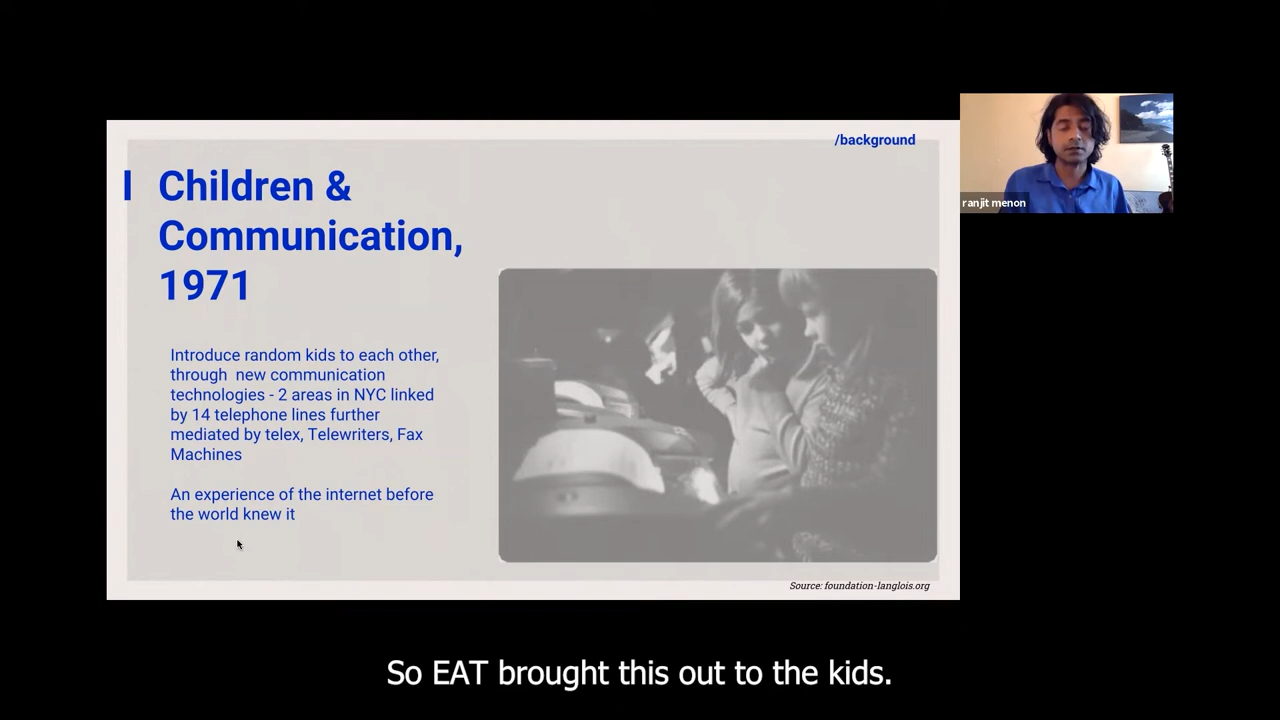 /background
I Children &
Communication,
1971
Introduce random kids to each other,
through new communication
technologies - 2 areas in NYC linked
by 14 telephone lines further
mediated by telex, Telewriters, Fax
Machines
An experience of the internet before
the world knew it
Source: foundation-langlois.org
ranjit menon
So EAT brought this out to the kids.